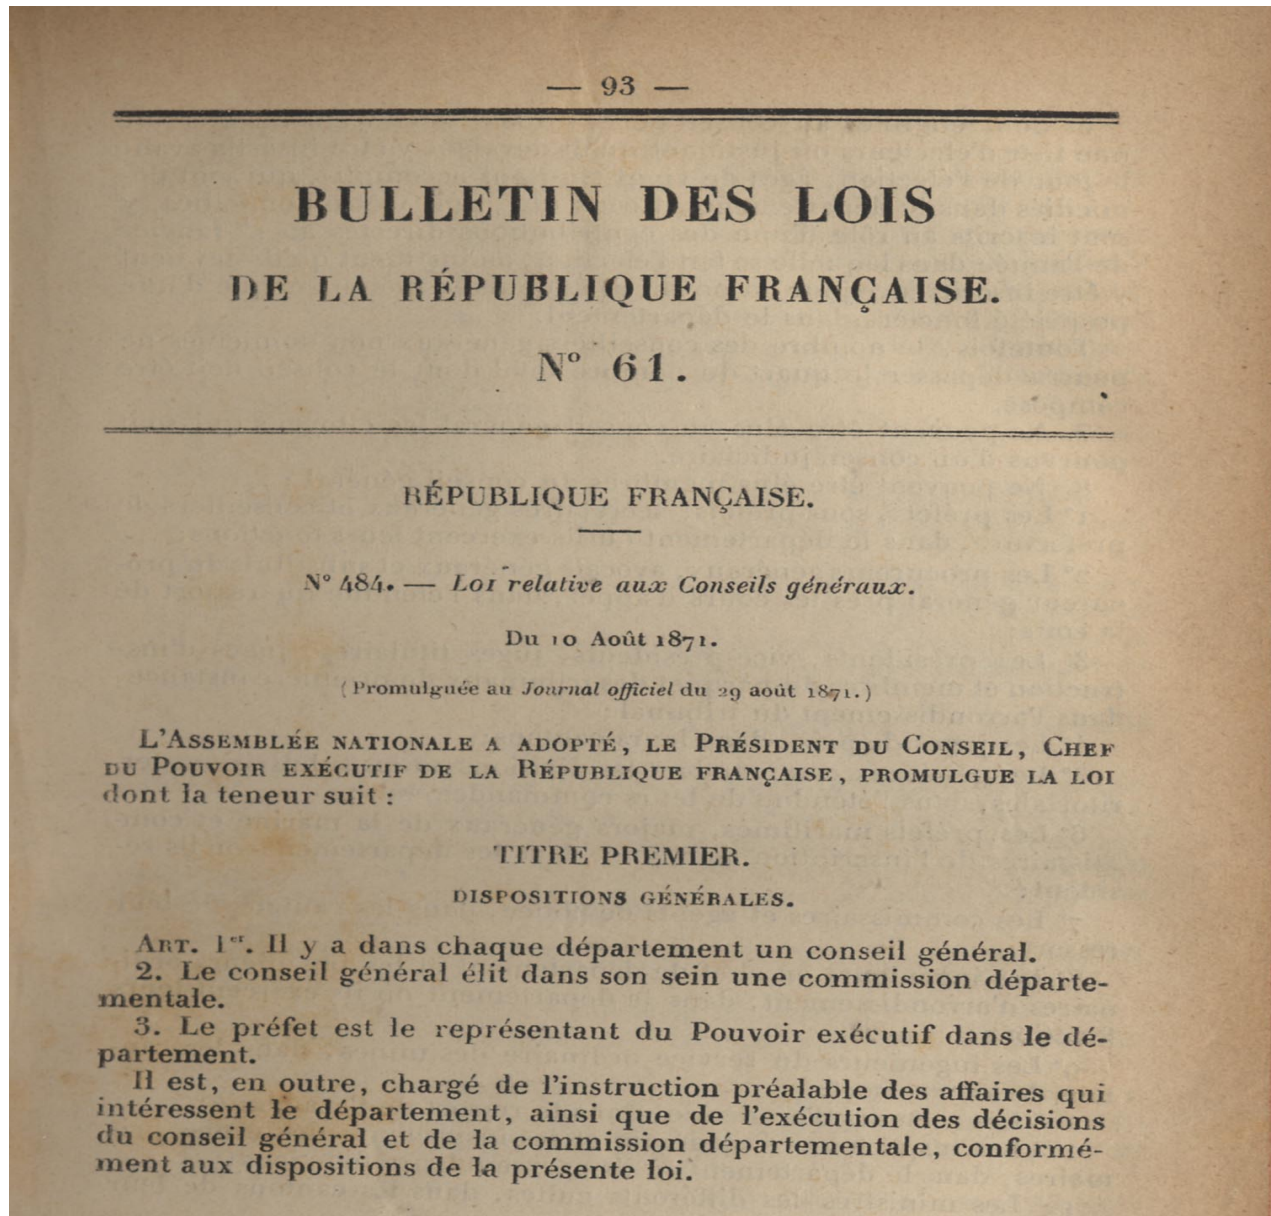 — 93 —
BULLETIN DES LOIS
DE LA RÉPUBLIQUE FRANÇAISE.
N° 61.
RÉPUBLIQUE FRANÇAISE.
N° 484. — Loi relative aux Conseils généraux.
Du 10 Août 1871.
(Promulguée au Journal officiel du 29 août 1871.)
L'ASSEMBLÉE NATIONALE A ADOPTÉ, LE PRÉSIDENT DU CONSEIL, CHEF
DU POUVOIR EXÉCUTIF DE LA RÉPUBLIQUE FRANÇAISE, PROMULGUE LA LOI
dont la teneur suit :
TITRE PREMIER.
DISPOSITIONS GÉNÉRALES.
ART. 1er. Il y a dans chaque département un conseil général.
2. Le conseil général élit dans son sein une commission départe-
mentale.
3. Le préfet est le représentant du Pouvoir exécutif dans le dé-
partement.
Il est, en outre, chargé de l'instruction préalable des affaires qui
intéressent le département, ainsi que de l'exécution des décisions
du conseil général et de la commission départementale, conformé-
ment aux dispositions de la présente loi.